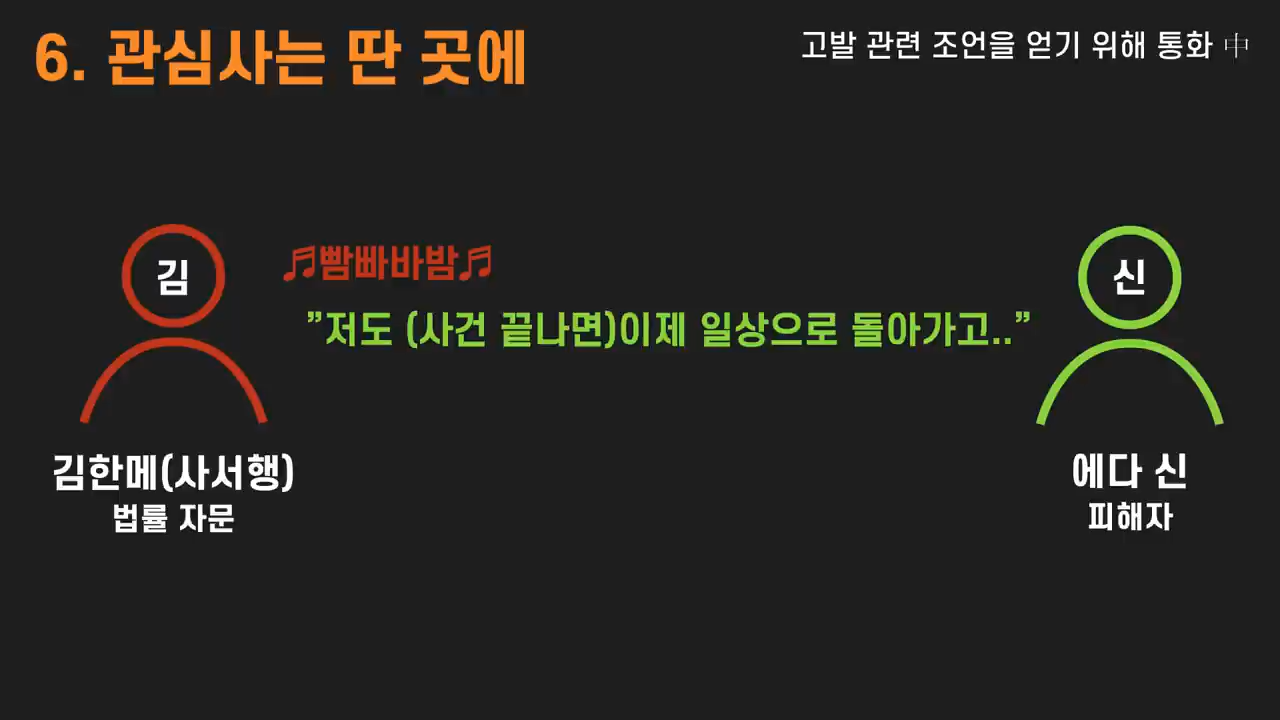 6. 관심사는 딴 곳에
고발 관련 조언을 얻기 위해 통화 中
김
신
♬빰빠바밤♬
”저도 (사건 끝나면)이제 일상으로 돌아가고..”
김한메(사서행)
법률 자문
에다 신
피해자